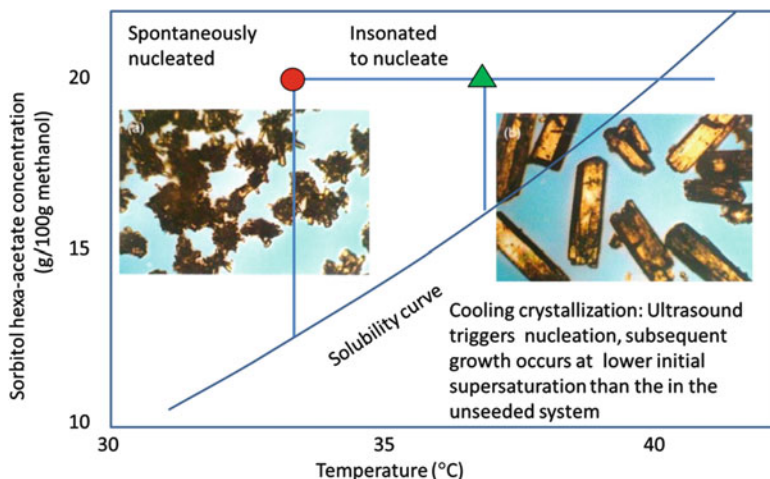 Spontaneously
nucleated
Insonated
to nucleate
Sorbitol hexa-acetate concentration
(g/100g methanol)
20
15
10
(a)
(b)
Solubility curve
Cooling crystallization: Ultrasound
triggers nucleation, subsequent
growth occurs at lower initial
supersaturation than the in the
unseeded system
30
35
40
Temperature (°C)